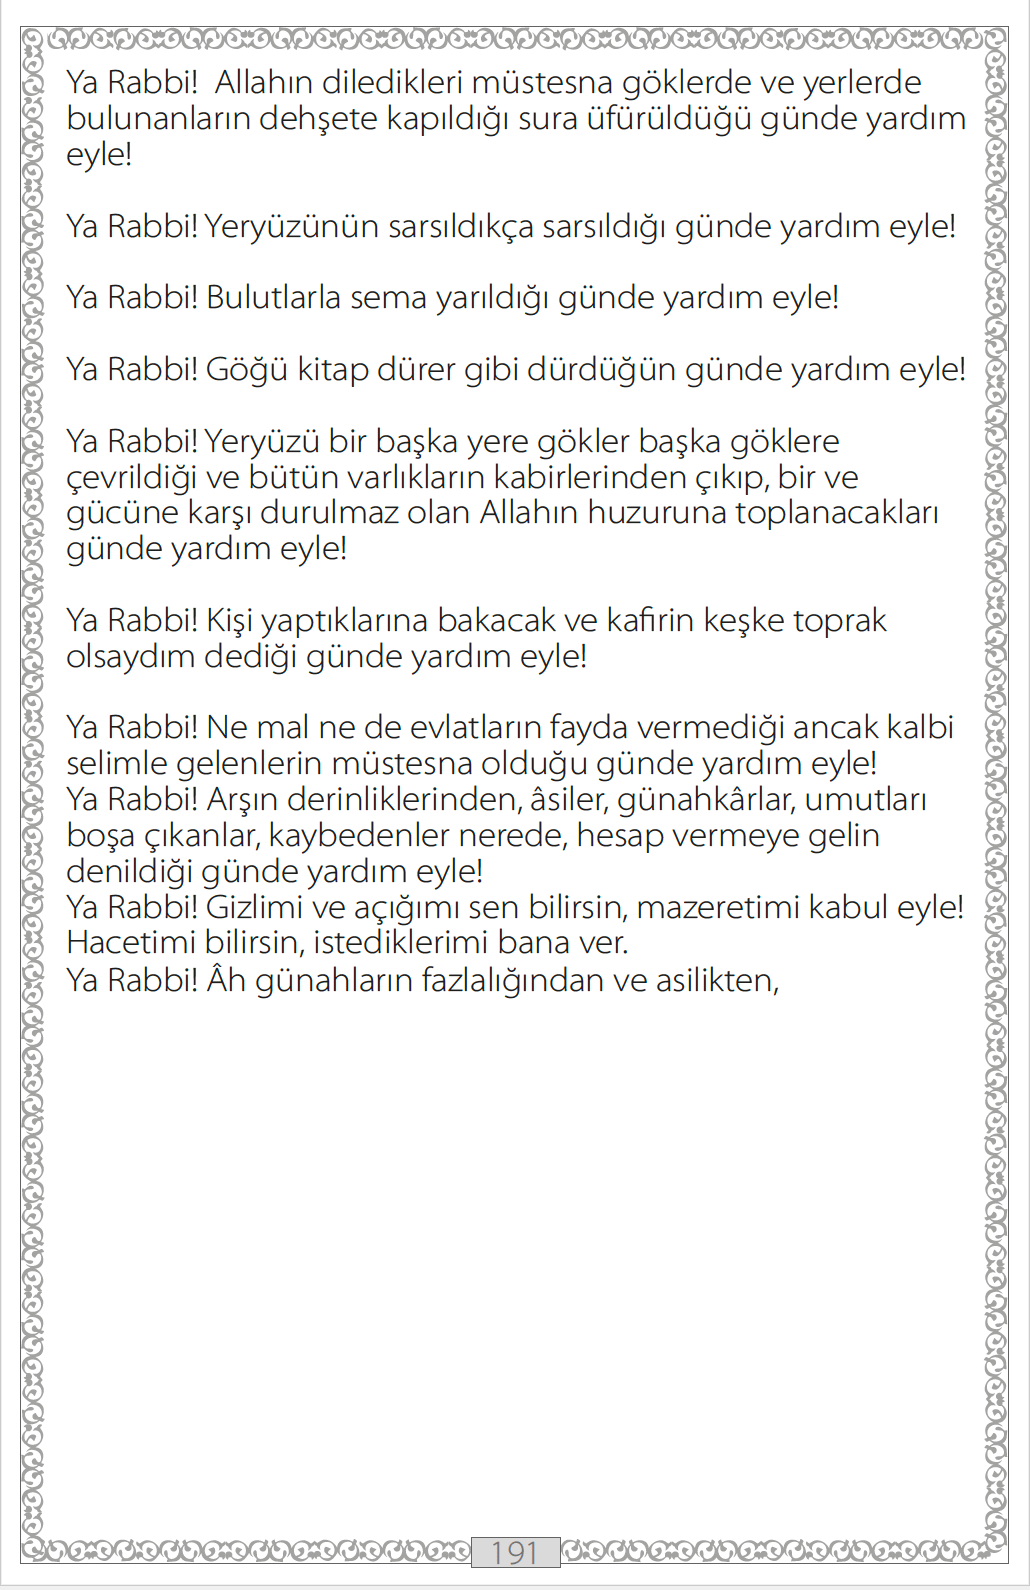 Ya Rabbi!  Allahın diledikleri müstesna göklerde ve yerlerde
bulunanların dehşete kapıldığı sura üfürüldüğü günde yardım
eyle!
Ya Rabbi! Yeryüzünün sarsıldıkça sarsıldığı günde yardım eyle!
Ya Rabbi! Bulutlarla sema yarıldığı günde yardım eyle!
Ya Rabbi! Göğü kitap dürer gibi dürdüğün günde yardım eyle!
Ya Rabbi! Yeryüzü bir başka yere gökler başka göklere
çevrildiği ve bütün varlıkların kabirlerinden çıkıp, bir ve
gücüne karşı durulmaz olan Allahın huzuruna toplanacakları
günde yardım eyle!
Ya Rabbi! Kişi yaptıklarına bakacak ve kafirin keşke toprak
olsaydım dediği günde yardım eyle!
Ya Rabbi! Ne mal ne de evlatların fayda vermediği ancak kalbi
selimle gelenlerin müstesna olduğu günde yardım eyle!
Ya Rabbi! Arşın derinliklerinden, âsiler, günahkârlar, umutları
boşa çıkanlar, kaybedenler nerede, hesap vermeye gelin
denildiği günde yardım eyle!
Ya Rabbi! Gizlimi ve açığımı sen bilirsin, mazeretimi kabul eyle!
Hacetimi bilirsin, istediklerimi bana ver.
Ya Rabbi! Âh günahların fazlalığından ve asilikten,
191